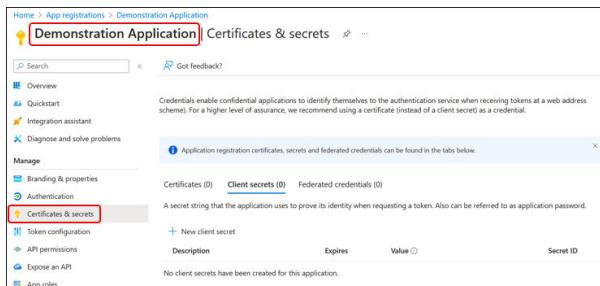 Home > App registrations > Demonstration Application
Demonstration Application | Certificates & secrets
Search
Got feedback?
Overview
Quickstart
Integration assistant
Diagnose and solve problems
Manage
Branding & properties
Authentication
Certificates & secrets
Token configuration
API permissions
Expose an API
App roles
Credentials enable confidential applications to identify themselves to the authentication service when receiving tokens at a web address
scheme). For a higher level of assurance, we recommend using a certificate (instead of a client secret) as a credential.
Application registration certificates, secrets and federated credentials can be found in the tabs below.
Certificates (0) Client secrets (0) Federated credentials (0)
A secret string that the application uses to prove its identity when requesting a token. Also can be referred to as application password.
New client secret
Description Expires Value Secret ID
No client secrets have been created for this application.